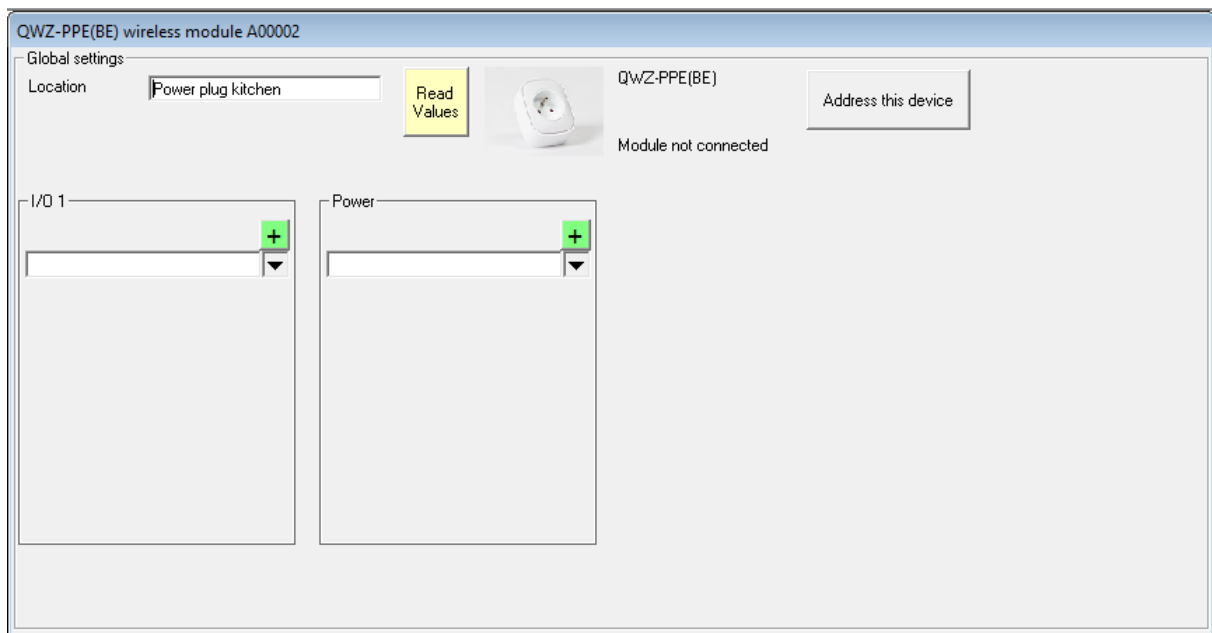 QWZ-PPE(BE) wireless module A00002
Global settings
Location
Power plug kitchen
Read
Values
QWZ-PPE(BE)
Address this device
Module not connected
I/O 1
Power
+
+